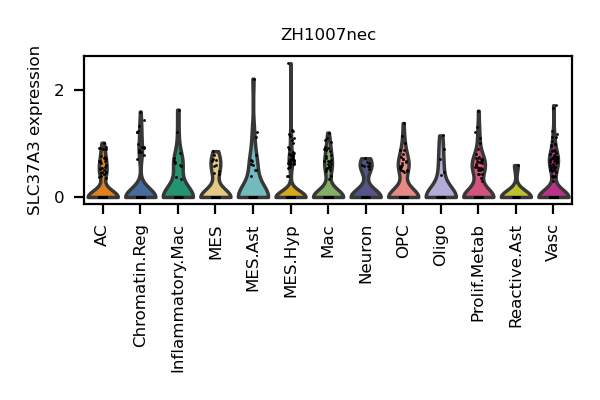 ZH1007nec
SLC37A3 expression
2
0
AC
Chromatin.Reg
Inflammatory.Mac
MES
MES.Ast
MES.Hyp
Mac
Neuron
OPC
Oligo
Prolif.Metab
Reactive.Ast
Vasc